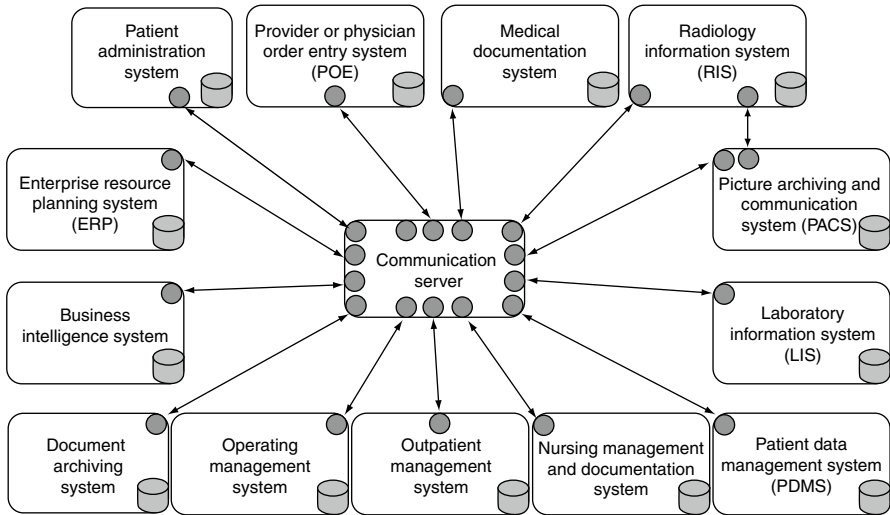 Patient
administration
system
Provider or physician
order entry system
(POE)
Medical
documentation
system
Radiology
information system
(RIS)
Enterprise resource
planning system
(ERP)
Picture archiving and
communication
system (PACS)
Communication
server
Business
intelligence system
Laboratory
information system
(LIS)
Document
archiving
system
Operating
management
system
Outpatient
management
system
Nursing management
and documentation
system
Patient data
management system
(PDMS)